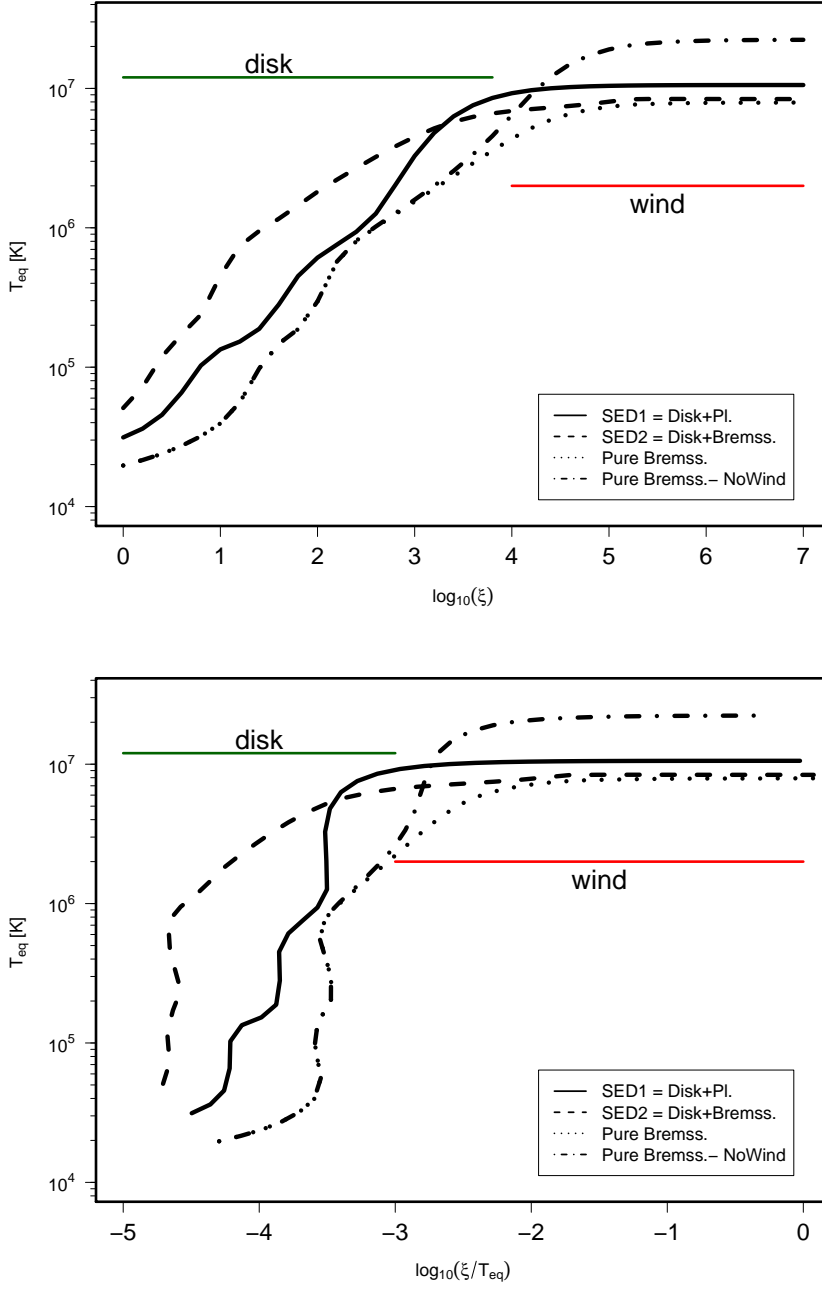 disk
wind
T_eq [K]
10^7
10^6
10^5
10^4
SED1 = Disk+Pl.
SED2 = Disk+Bremss.
Pure Bremss.
Pure Bremss.− NoWind
0 1 2 3 4 5 6 7
log_10(ξ)
disk
wind
T_eq [K]
10^7
10^6
10^5
10^4
SED1 = Disk+Pl.
SED2 = Disk+Bremss.
Pure Bremss.
Pure Bremss.− NoWind
−5 −4 −3 −2 −1 0
log_10(ξ/T_eq)